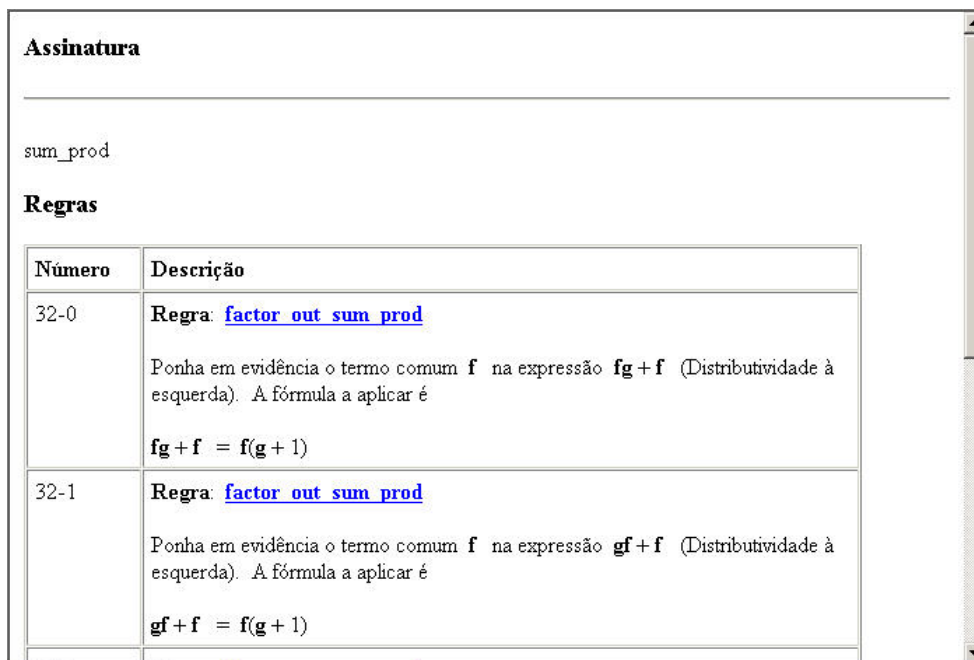 Assinatura
sum_prod
Regras
Número Descrição
32-0 Regra: factor_out_sum_prod
Ponha em evidência o termo comum f na expressão fg + f (Distributividade à
esquerda). A fórmula a aplicar é
fg + f = f(g + 1)
32-1 Regra: factor_out_sum_prod
Ponha em evidência o termo comum f na expressão gf + f (Distributividade à
esquerda). A fórmula a aplicar é
gf + f = f(g + 1)